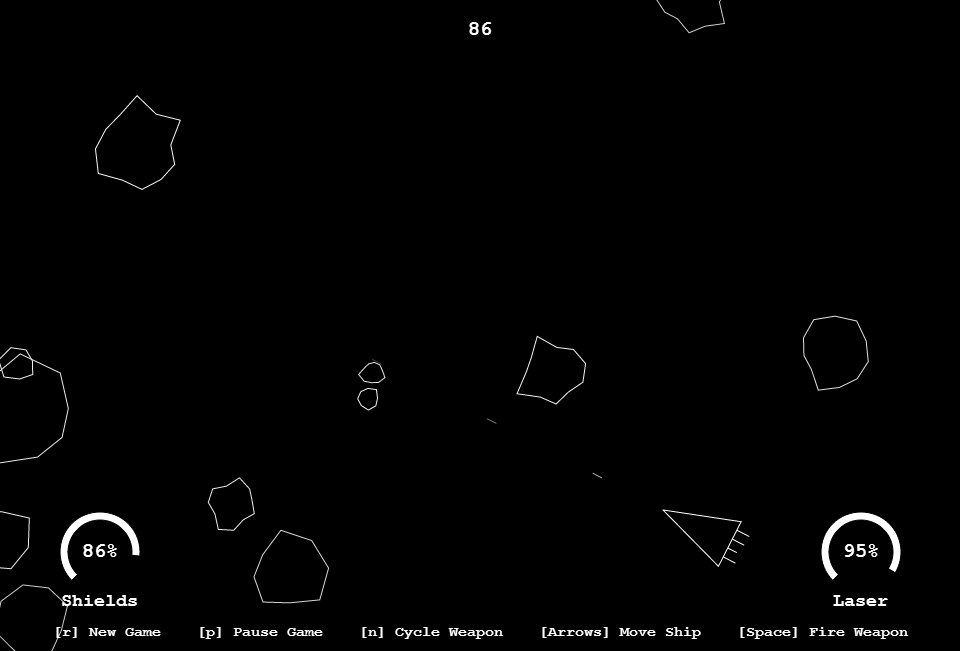 86
86%
95%
Shields
Laser
[r] New Game [p] Pause Game [n] Cycle Weapon [Arrows] Move Ship [Space] Fire Weapon